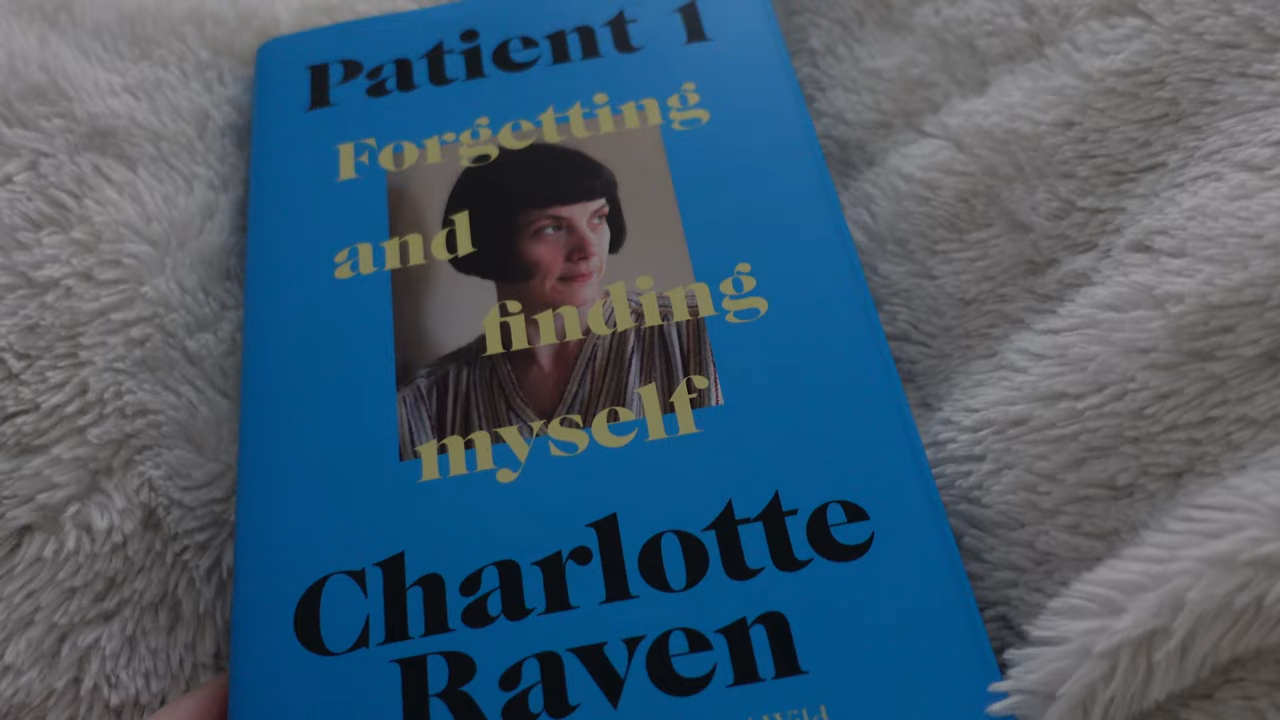 Patient 1
Forgetting
and
finding
myself
Charlotte
Raven